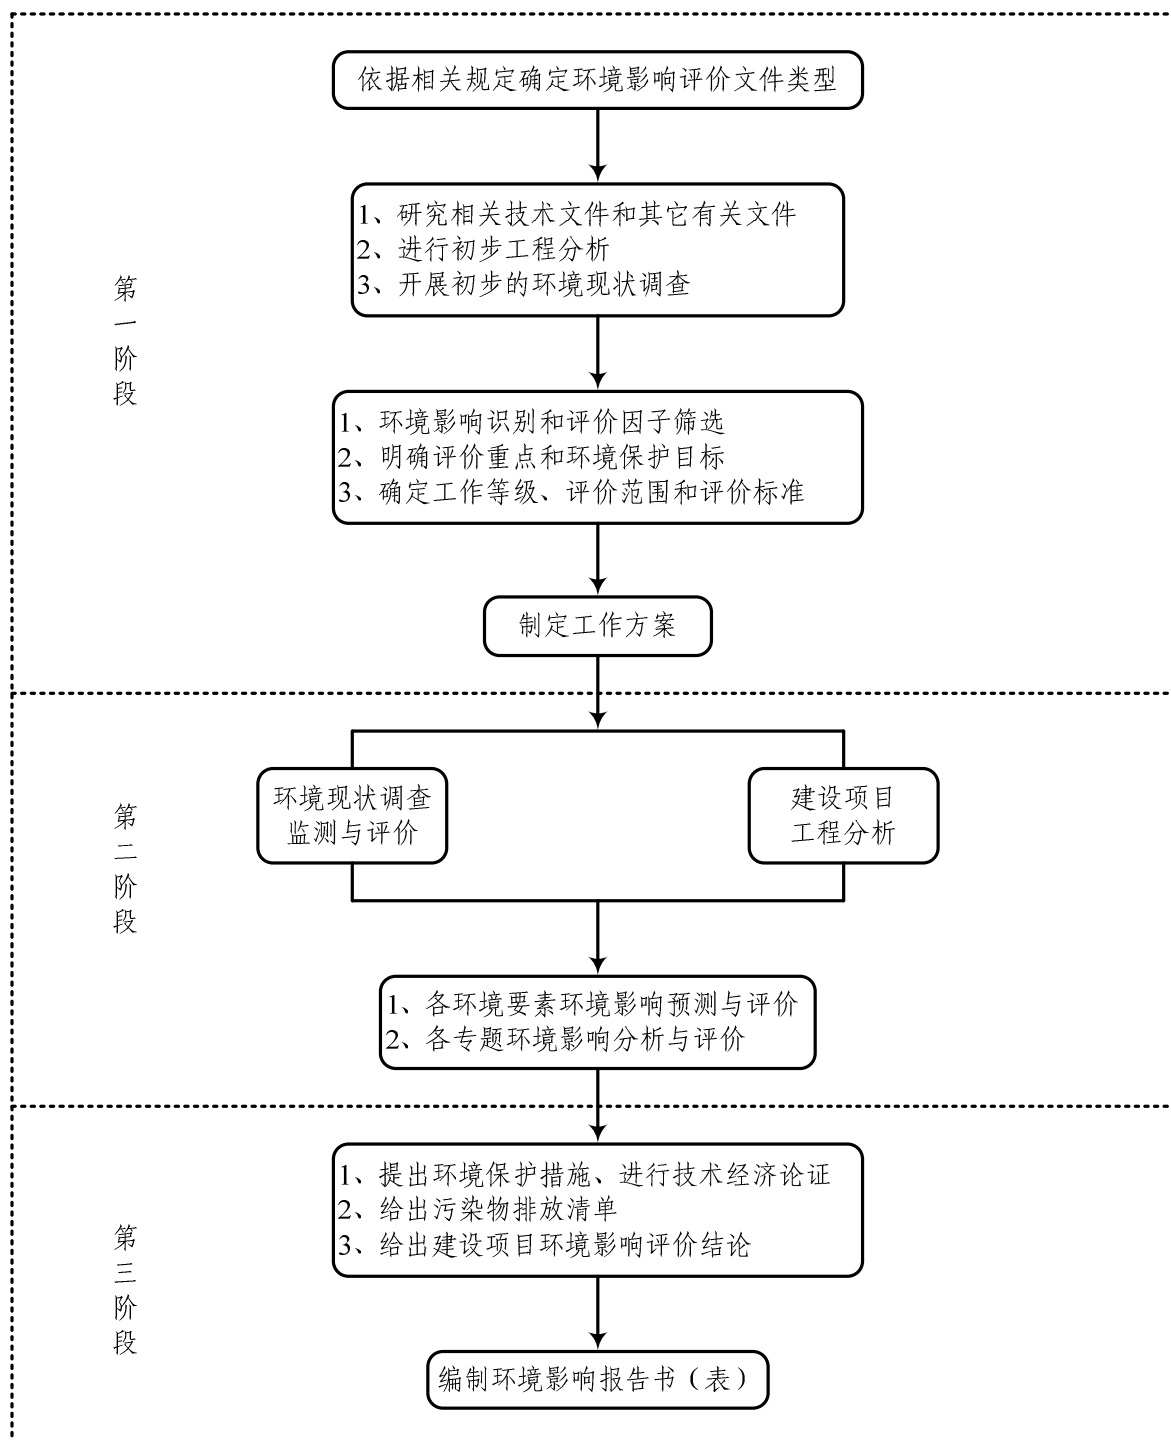 依据相关规定确定环境影响评价文件类型
1、研究相关技术文件和其它有关文件
2、进行初步工程分析
3、开展初步的环境现状调查
第一阶段
1、环境影响识别和评价因子筛选
2、明确评价重点和环境保护目标
3、确定工作等级、评价范围和评价标准
制定工作方案
环境现状调查
监测与评价
建设项目
工程分析
第二阶段
1、各环境要素环境影响预测与评价
2、各专题环境影响分析与评价
1、提出环境保护措施、进行技术经济论证
2、给出污染物排放清单
3、给出建设项目环境影响评价结论
第三阶段
编制环境影响报告书（表）